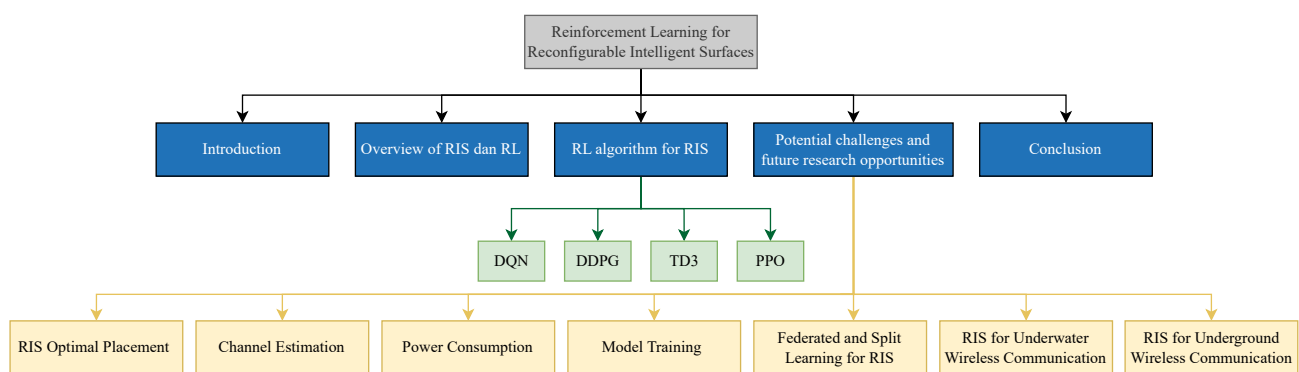 Reinforcement Learning for
Reconfigurable Intelligent Surfaces
Introduction
Overview of RIS dan RL
RL algorithm for RIS
Potential challenges and
future research opportunities
Conclusion
DQN
DDPG
TD3
PPO
RIS Optimal Placement
Channel Estimation
Power Consumption
Model Training
Federated and Split
Learning for RIS
RIS for Underwater
Wireless Communication
RIS for Underground
Wireless Communication